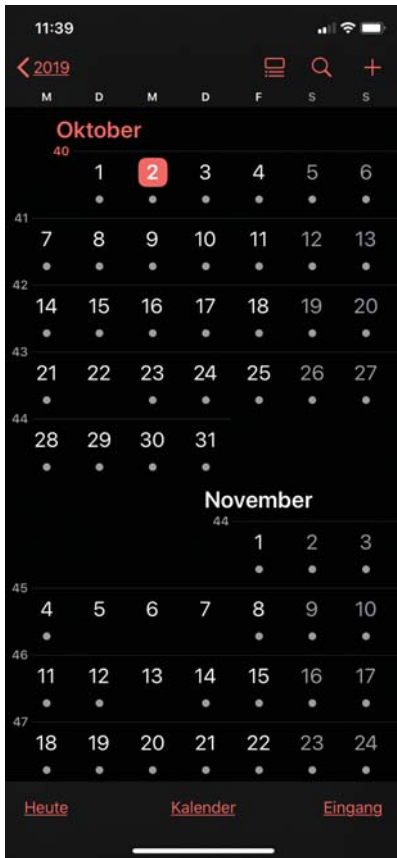 11:39
2019
M D M D F S S
Oktober
40
1 2 3 4 5 6
41
7 8 9 10 11 12 13
42
14 15 16 17 18 19 20
43
21 22 23 24 25 26 27
44
28 29 30 31
November
44
1 2 3
45
4 5 6 7 8 9 10
46
11 12 13 14 15 16 17
47
18 19 20 21 22 23 24
Heute Kalender Eingang